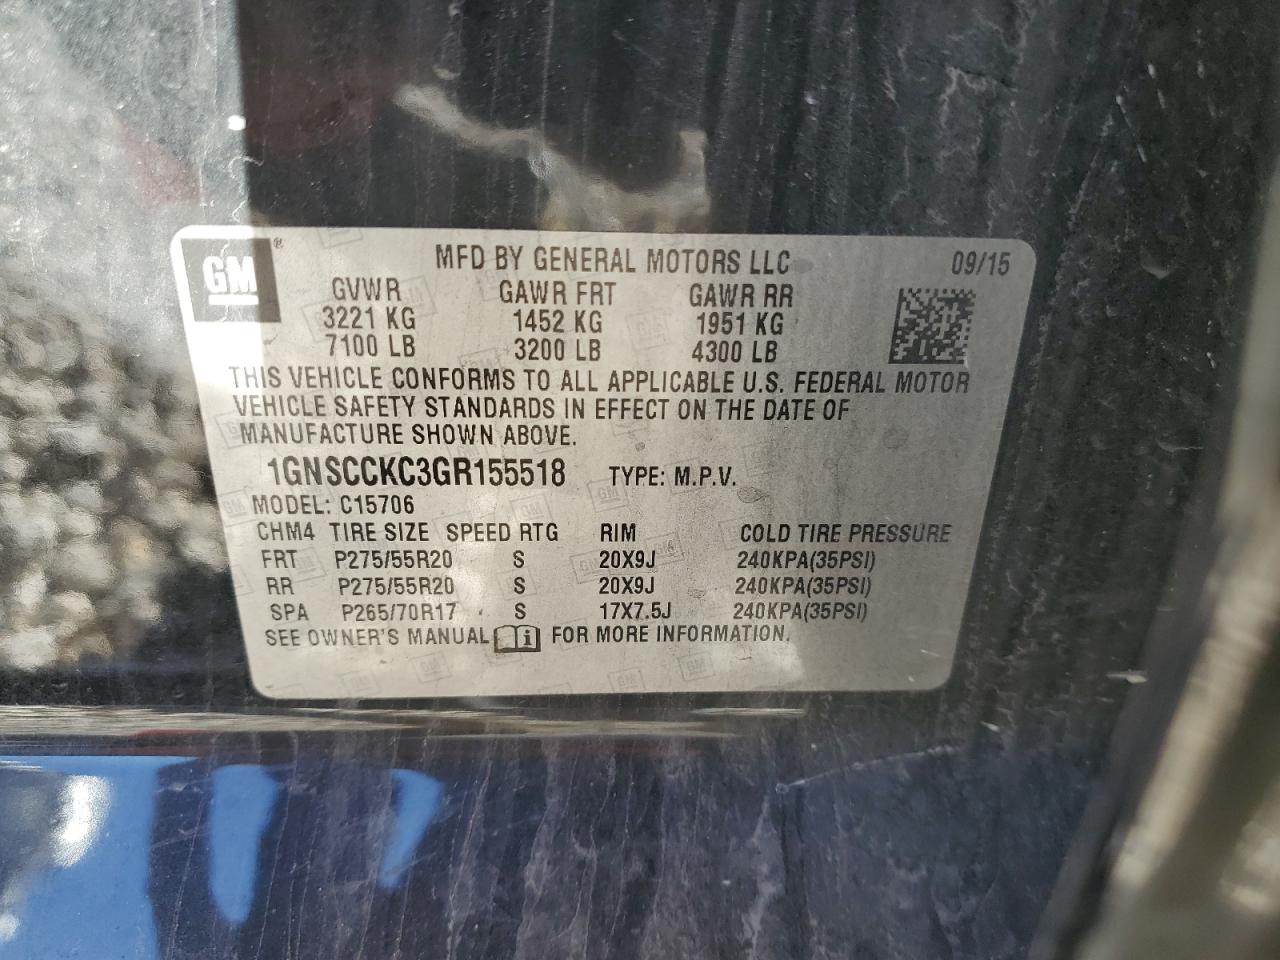 GM ® MFD BY GENERAL MOTORS LLC 09/15
GVWR GAWR FRT GAWR RR
3221 KG 1452 KG 1951 KG
7100 LB 3200 LB 4300 LB
THIS VEHICLE CONFORMS TO ALL APPLICABLE U.S. FEDERAL MOTOR
VEHICLE SAFETY STANDARDS IN EFFECT ON THE DATE OF
MANUFACTURE SHOWN ABOVE.
1GNSCCKC3GR155518 TYPE: M.P.V.
MODEL: C15706
CHM4 TIRE SIZE SPEED RTG RIM COLD TIRE PRESSURE
FRT P275/55R20 S 20X9J 240KPA(35PSI)
RR P275/55R20 S 20X9J 240KPA(35PSI)
SPA P265/70R17 S 17X7.5J 240KPA(35PSI)
SEE OWNER'S MANUAL i FOR MORE INFORMATION.